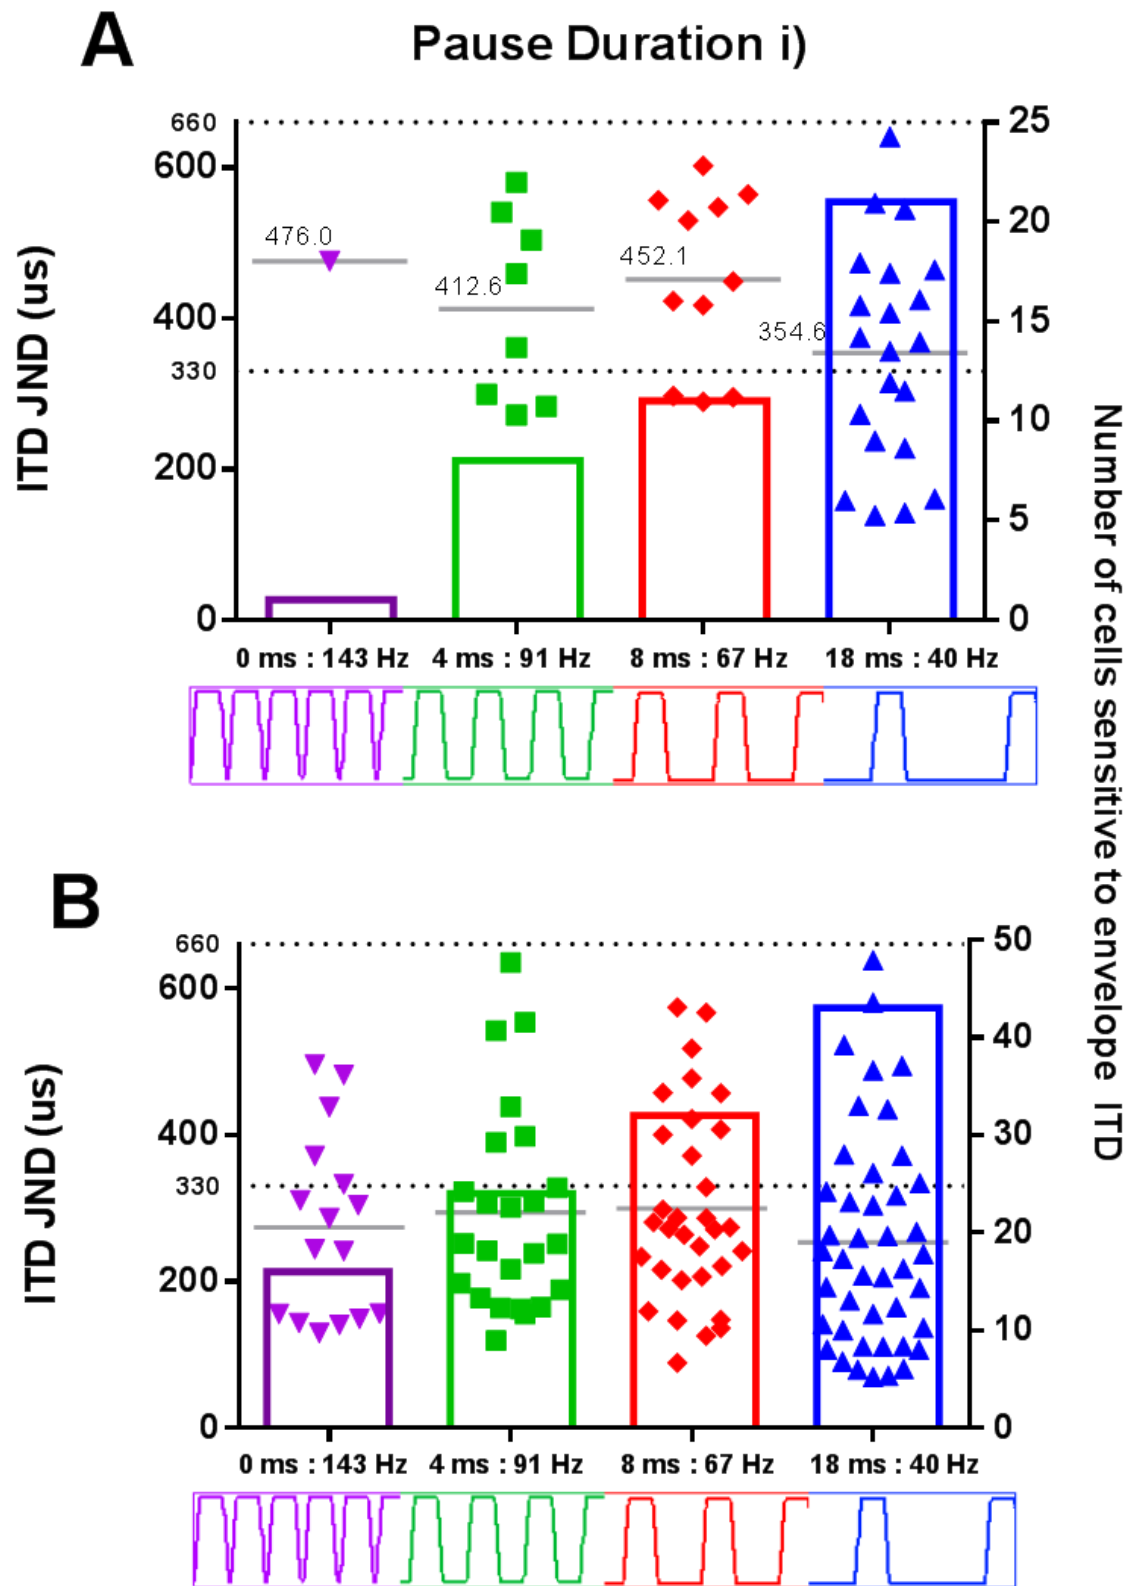 A
Pause Duration i)
660
600
400
330
200
0
ITD JND (us)
476.0
412.6
452.1
354.6
25
20
15
10
5
0
0 ms : 143 Hz
4 ms : 91 Hz
8 ms : 67 Hz
18 ms : 40 Hz
Number of cells sensitive to envelope ITD
B
660
600
400
330
200
0
ITD JND (us)
50
40
30
20
10
0
0 ms : 143 Hz
4 ms : 91 Hz
8 ms : 67 Hz
18 ms : 40 Hz